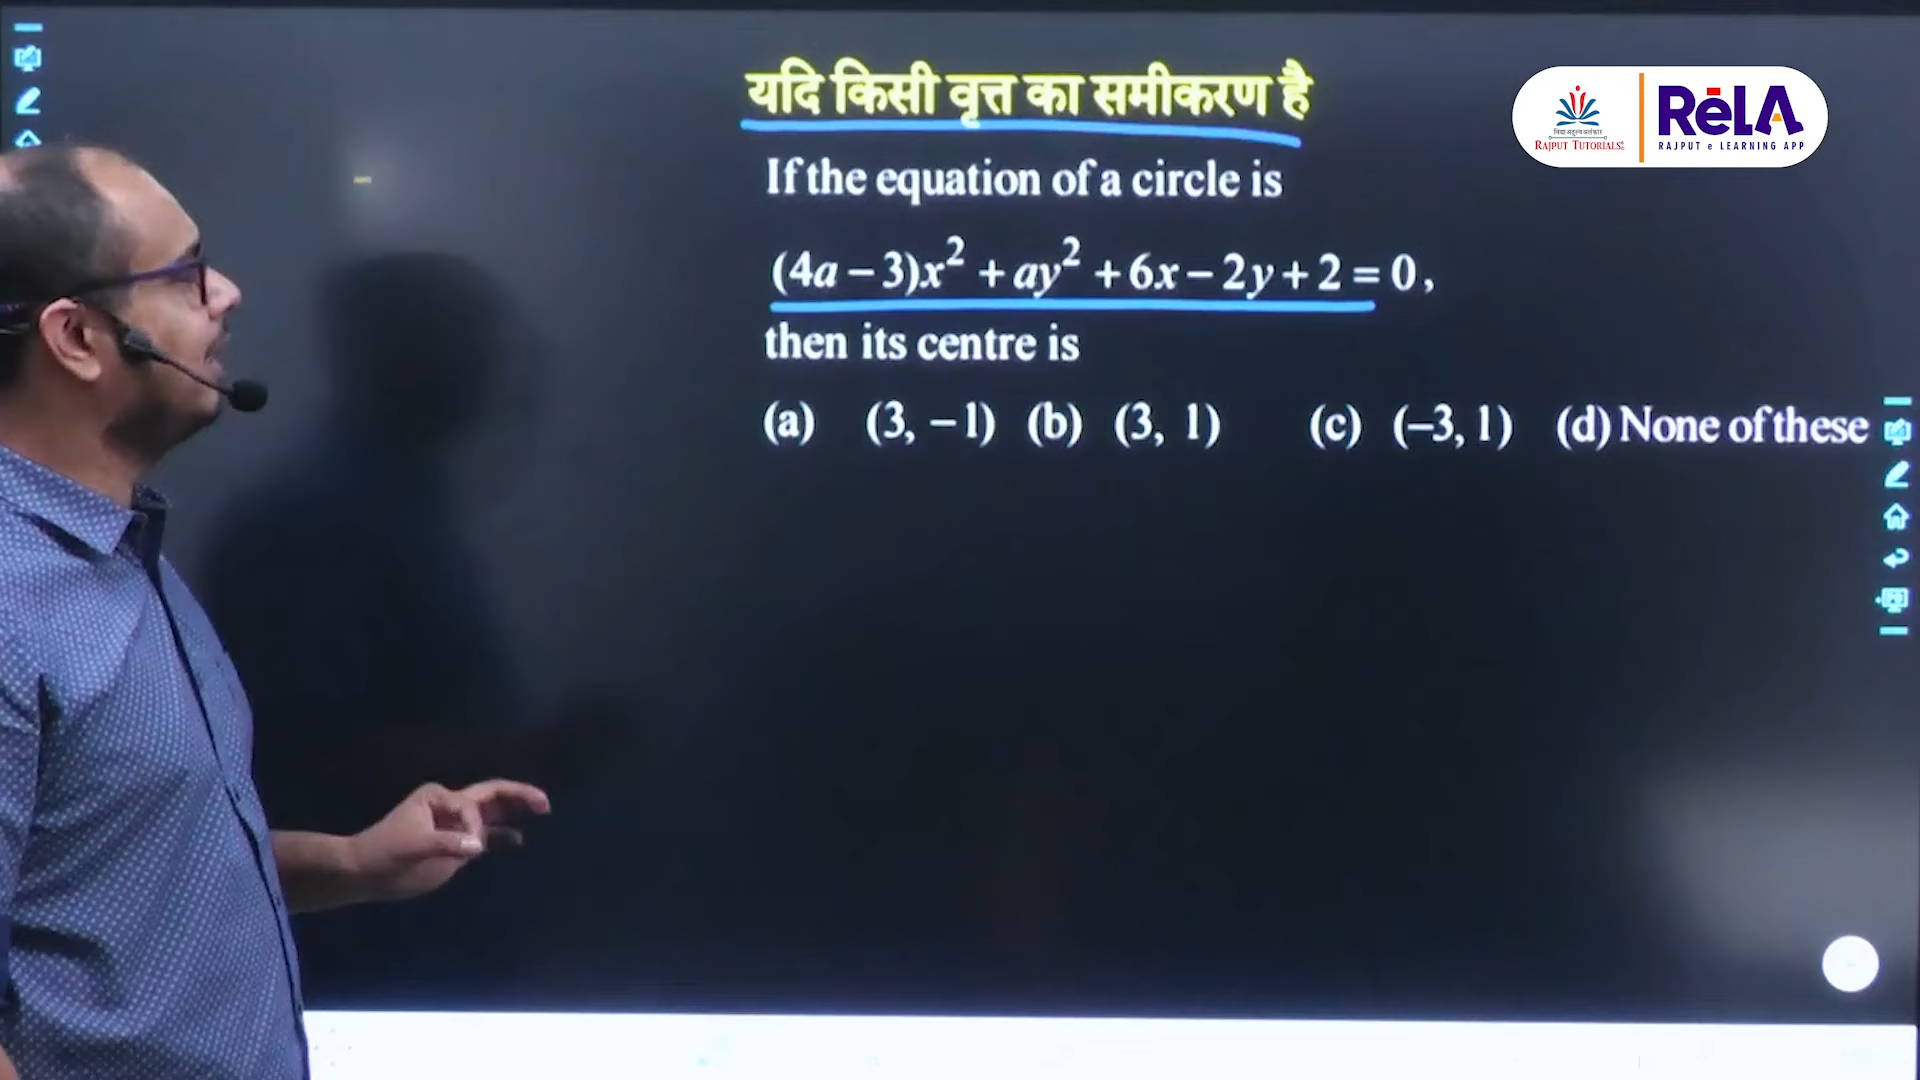 यदि किसी वृत्त का समीकरण है
If the equation of a circle is
(4a – 3)x² + ay² + 6x – 2y + 2 = 0,
then its centre is
(a) (3, – 1) (b) (3, 1) (c) (–3, 1) (d) None of these
RAJPUT TUTORIALS
RėLA
RAJPUT e LEARNING APP